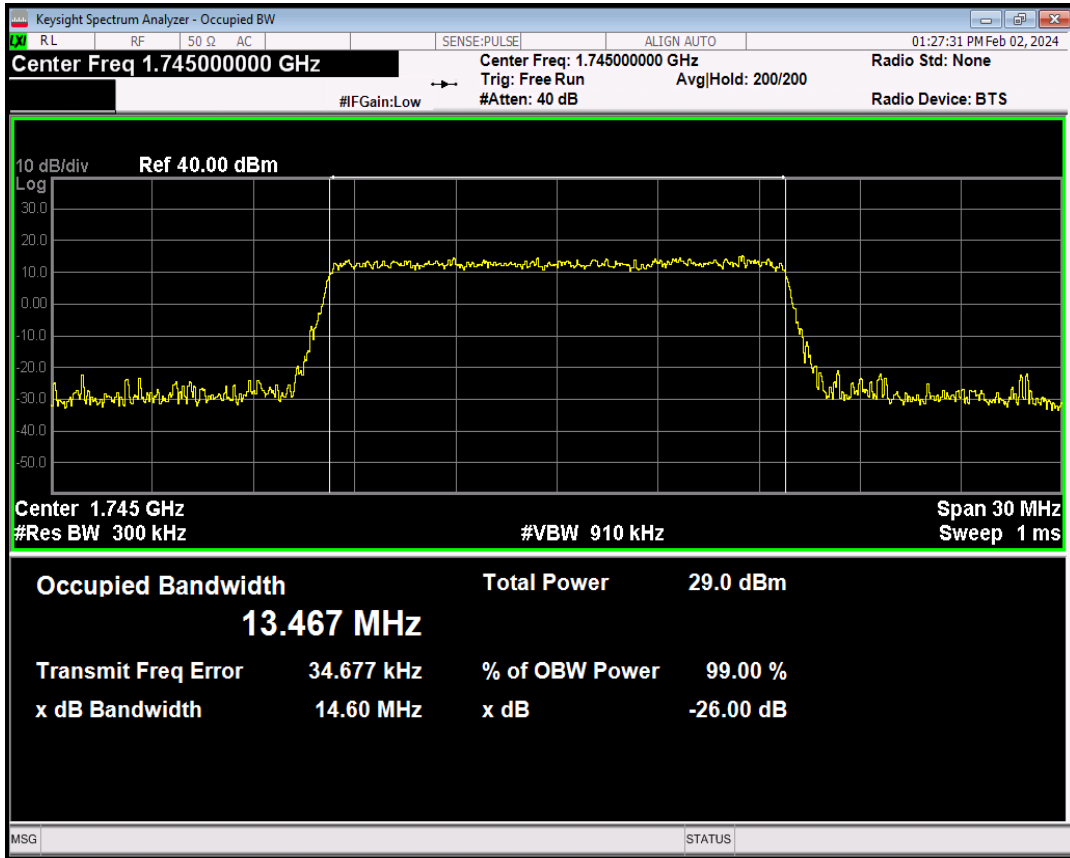 Keysight Spectrum Analyzer - Occupied BW
LXI RL RF 50 Ω AC SENSE:PULSE ALIGN AUTO 01:27:31 PM Feb 02, 2024
Center Freq 1.745000000 GHz Center Freq: 1.745000000 GHz Radio Std: None
Trig: Free Run Avg|Hold: 200/200
#IFGain:Low #Atten: 40 dB Radio Device: BTS
10 dB/div Ref 40.00 dBm
Log
30.0
20.0
10.0
0.00
-10.0
-20.0
-30.0
-40.0
-50.0
Center 1.745 GHz Span 30 MHz
#Res BW 300 kHz #VBW 910 kHz Sweep 1 ms
Occupied Bandwidth Total Power 29.0 dBm
13.467 MHz
Transmit Freq Error 34.677 kHz % of OBW Power 99.00 %
x dB Bandwidth 14.60 MHz x dB -26.00 dB
MSG STATUS